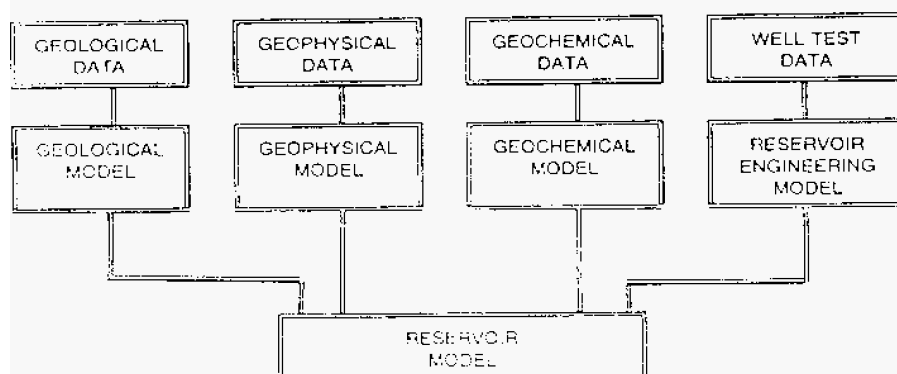 GEOLOGICAL
DATA
GEOPHYSICAL
DATA
GEOCHEMICAL
DATA
WELL TEST
DATA
GEOLOGICAL
MODEL
GEOPHYSICAL
MODEL
GEOCHEMICAL
MODEL
RESERVOIR
ENGINEERING
MODEL
RESERVOIR
MODEL